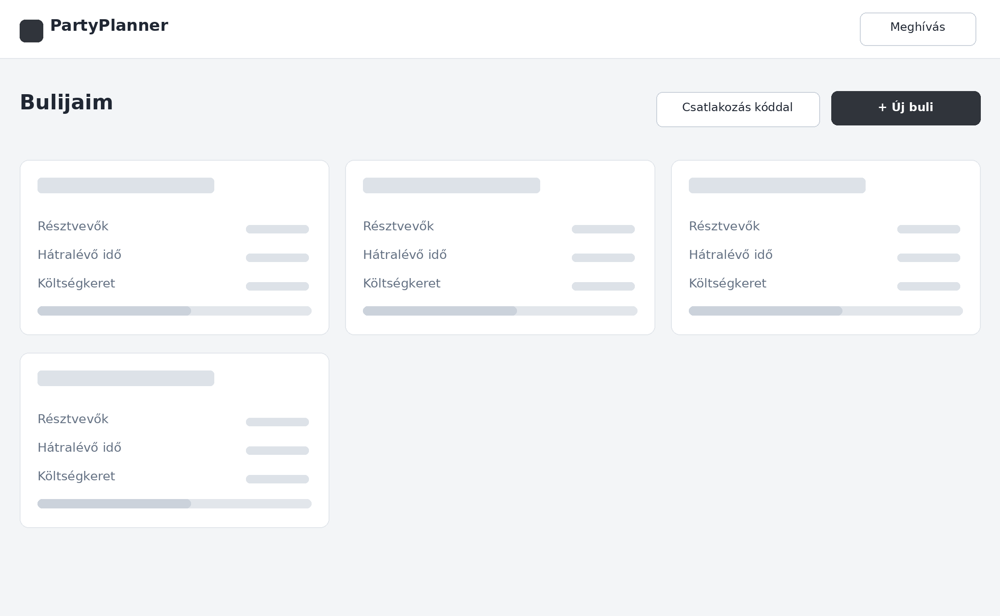 PartyPlanner
Meghívás
Bulijaim
Csatlakozás kóddal
+ Új buli
Résztvevők
Hátralévő idő
Költségkeret
Résztvevők
Hátralévő idő
Költségkeret
Résztvevők
Hátralévő idő
Költségkeret
Résztvevők
Hátralévő idő
Költségkeret